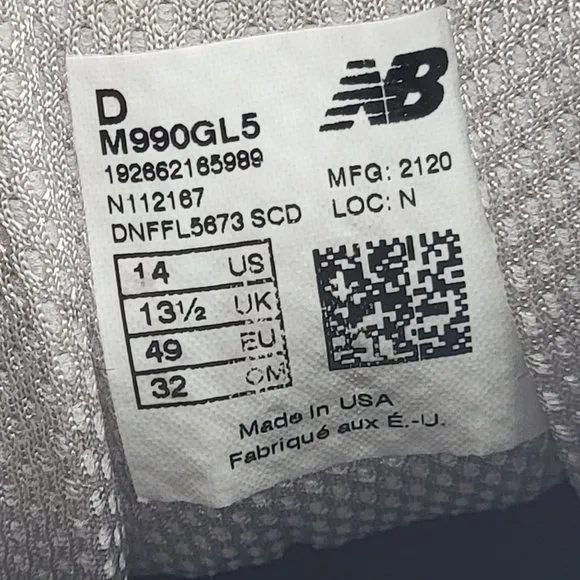 D
M990GL5
192662165989
N112167
DNFFL5673 SCD
NB
MFG: 2120
LOC: N
14 US
13½ UK
49 EU
32 CM
Made in USA
Fabriqué aux É.-U.